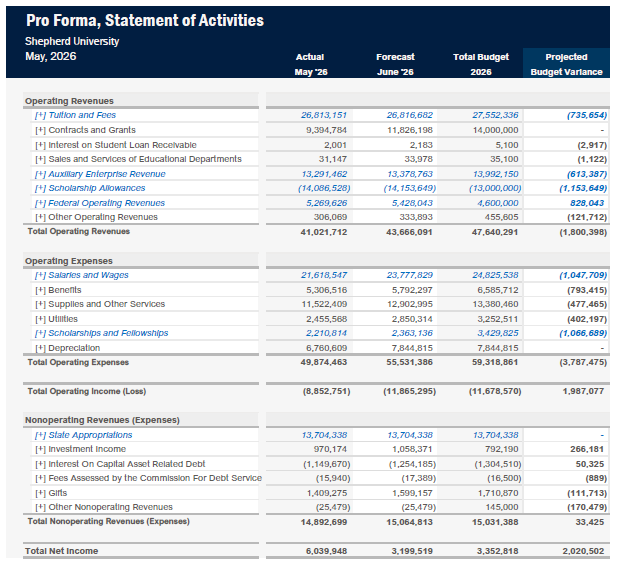 Pro Forma, Statement of Activities
Shepherd University
May, 2026 Actual Forecast Total Budget Projected
May '26 June '26 2026 Budget Variance
Operating Revenues
[+] Tuition and Fees 26,813,151 26,816,682 27,552,336 (735,654)
[+] Contracts and Grants 9,394,784 11,826,198 14,000,000 -
[+] Interest on Student Loan Receivable 2,001 2,183 5,100 (2,917)
[+] Sales and Services of Educational Departments 31,147 33,978 35,100 (1,122)
[+] Auxiliary Enterprise Revenue 13,291,462 13,378,763 13,992,150 (613,387)
[+] Scholarship Allowances (14,086,528) (14,153,649) (13,000,000) (1,153,649)
[+] Federal Operating Revenues 5,269,626 5,428,043 4,600,000 828,043
[+] Other Operating Revenues 306,069 333,893 455,605 (121,712)
Total Operating Revenues 41,021,712 43,666,091 47,640,291 (1,800,398)
Operating Expenses
[+] Salaries and Wages 21,618,547 23,777,829 24,825,538 (1,047,709)
[+] Benefits 5,306,516 5,792,297 6,585,712 (793,415)
[+] Supplies and Other Services 11,522,409 12,902,995 13,380,460 (477,465)
[+] Utilities 2,455,568 2,850,314 3,252,511 (402,197)
[+] Scholarships and Fellowships 2,210,814 2,363,136 3,429,825 (1,066,689)
[+] Depreciation 6,760,609 7,844,815 7,844,815 -
Total Operating Expenses 49,874,463 55,531,386 59,318,861 (3,787,475)
Total Operating Income (Loss) (8,852,751) (11,865,295) (11,678,570) 1,987,077
Nonoperating Revenues (Expenses)
[+] State Appropriations 13,704,338 13,704,338 13,704,338 -
[+] Investment Income 970,174 1,058,371 792,190 266,181
[+] Interest On Capital Asset Related Debt (1,149,670) (1,254,185) (1,304,510) 50,325
[+] Fees Assessed by the Commission For Debt Service (15,940) (17,389) (16,500) (889)
[+] Gifts 1,409,275 1,599,157 1,710,870 (111,713)
[+] Other Nonoperating Revenues (25,479) (25,479) 145,000 (170,479)
Total Nonoperating Revenues (Expenses) 14,892,699 15,064,813 15,031,388 33,425
Total Net Income 6,039,948 3,199,519 3,352,818 2,020,502